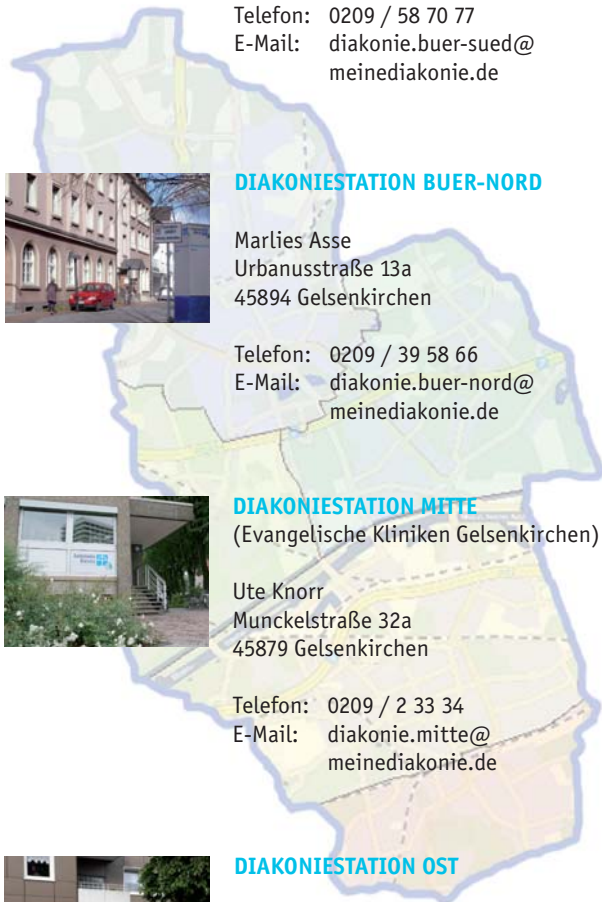 Telefon: 0209 / 58 70 77
E-Mail: diakonie.buer-sued@
meinediakonie.de
DIAKONIESTATION BUER-NORD
Marlies Asse
Urbanusstraße 13a
45894 Gelsenkirchen
Telefon: 0209 / 39 58 66
E-Mail: diakonie.buer-nord@
meinediakonie.de
DIAKONIESTATION MITTE
(Evangelische Kliniken Gelsenkirchen)
Ute Knorr
Munckelstraße 32a
45879 Gelsenkirchen
Telefon: 0209 / 2 33 34
E-Mail: diakonie.mitte@
meinediakonie.de
DIAKONIESTATION OST